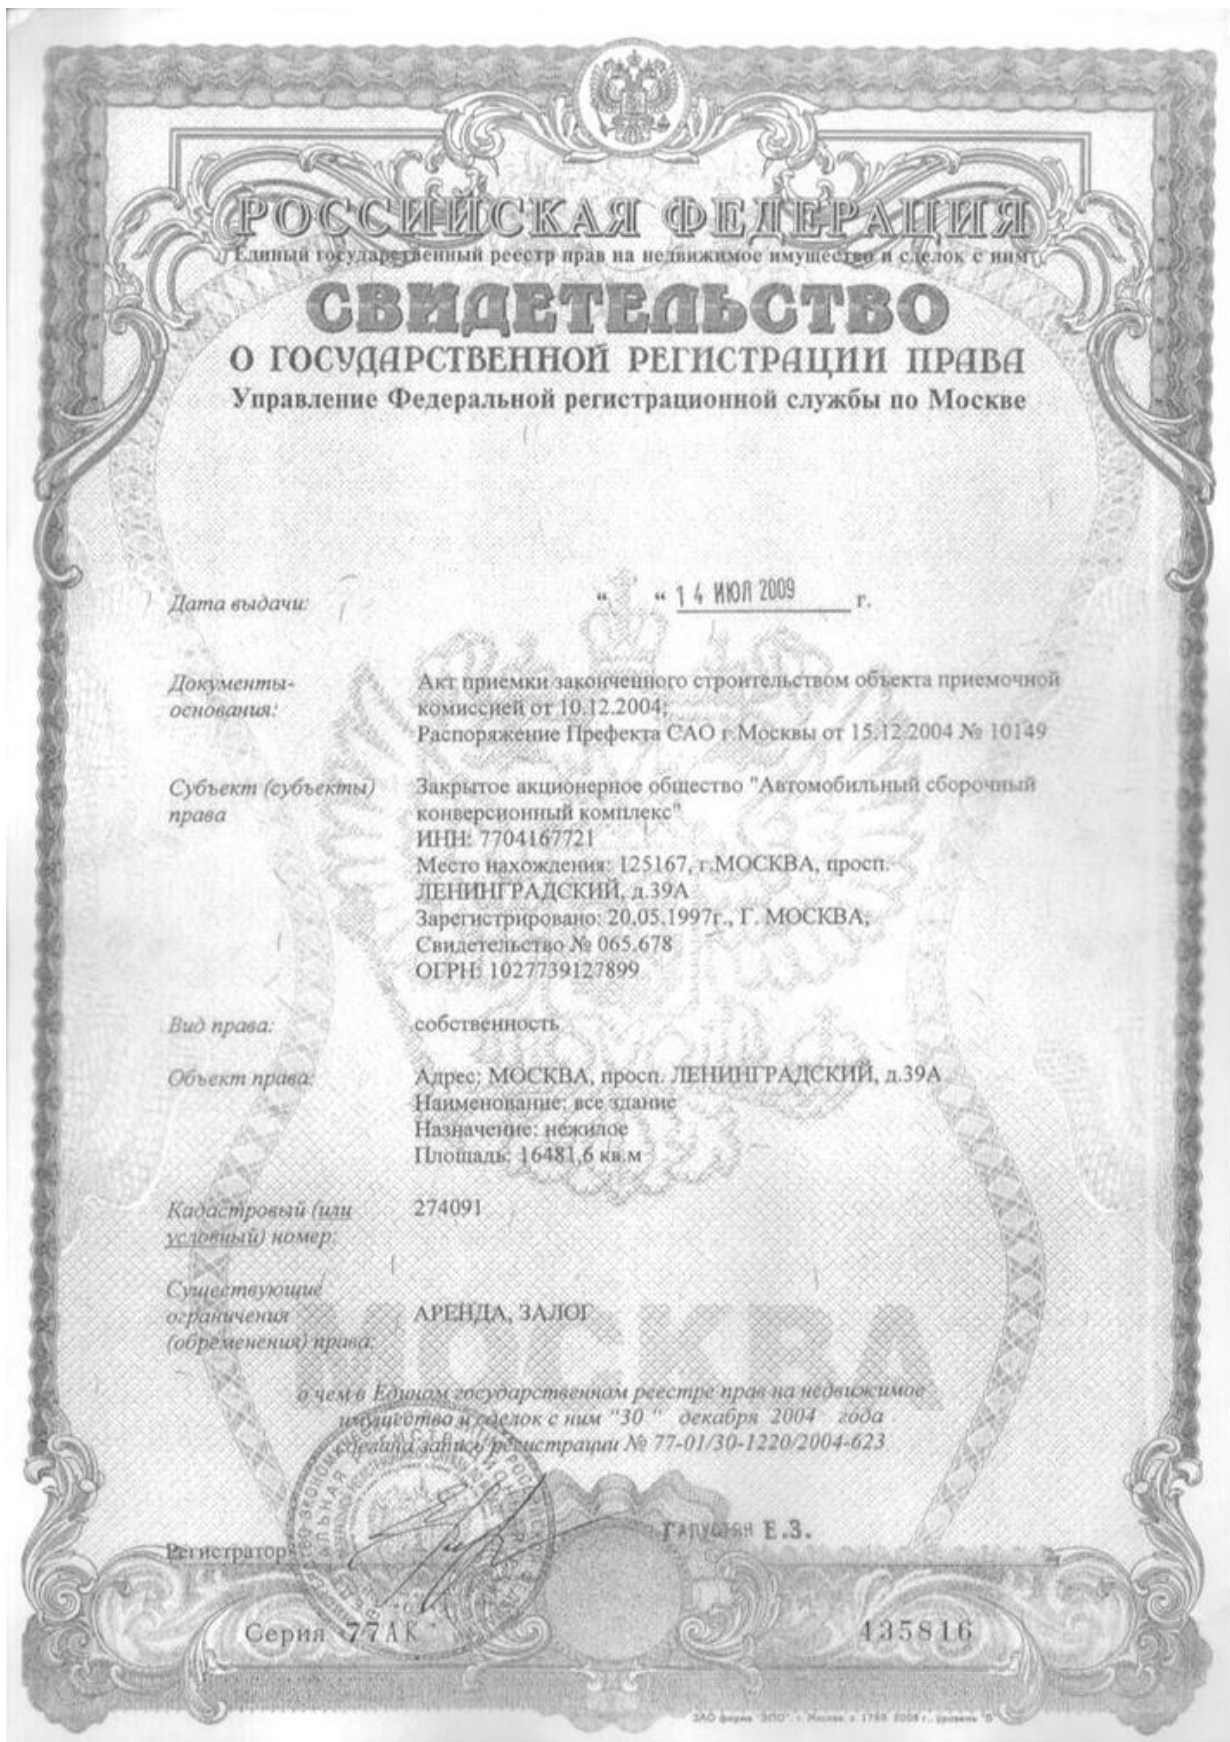 РОССИЙСКАЯ ФЕДЕРАЦИЯ
Единый государственный реестр прав на недвижимое имущество и сделок с ним
СВИДЕТЕЛЬСТВО
О ГОСУДАРСТВЕННОЙ РЕГИСТРАЦИИ ПРАВА
Управление Федеральной регистрационной службы по Москве
Дата выдачи: “ “ 14 ИЮЛ 2009 г.
Документы-
основания:
Акт приемки законченного строительством объекта приемочной
комиссией от 10.12.2004;
Распоряжение Префекта САО г.Москвы от 15.12.2004 № 10149
Субъект (субъекты)
права
Закрытое акционерное общество "Автомобильный сборочный
конверсионный комплекс"
ИНН: 7704167721
Место нахождения: 125167, г.МОСКВА, просп.
ЛЕНИНГРАДСКИЙ, д.39А
Зарегистрировано: 20.05.1997г., Г. МОСКВА,
Свидетельство № 065.678
ОГРН: 1027739127899
Вид права: собственность
Объект права: Адрес: МОСКВА, просп. ЛЕНИНГРАДСКИЙ, д.39А
Наименование: все здание
Назначение: нежилое
Площадь: 16481,6 кв.м
Кадастровый (или
условный) номер:
274091
Существующие
ограничения
(обременения) права:
АРЕНДА, ЗАЛОГ
МОСКВА
о чем в Едином государственном реестре прав на недвижимое
имущество и сделок с ним "30 " декабря 2004 года
сделана запись регистрации № 77-01/30-1220/2004-623
Регистратор Е.З.
Серия 77АК 435816